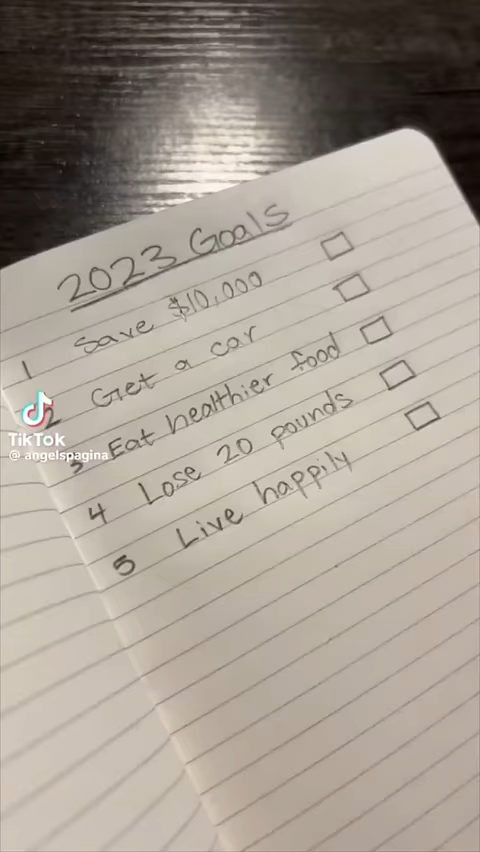 2023 Goals
1 Save $10,000
2 Get a car
3 Eat healthier food
4 Lose 20 pounds
5 Live happily
TikTok
@ angelspagina